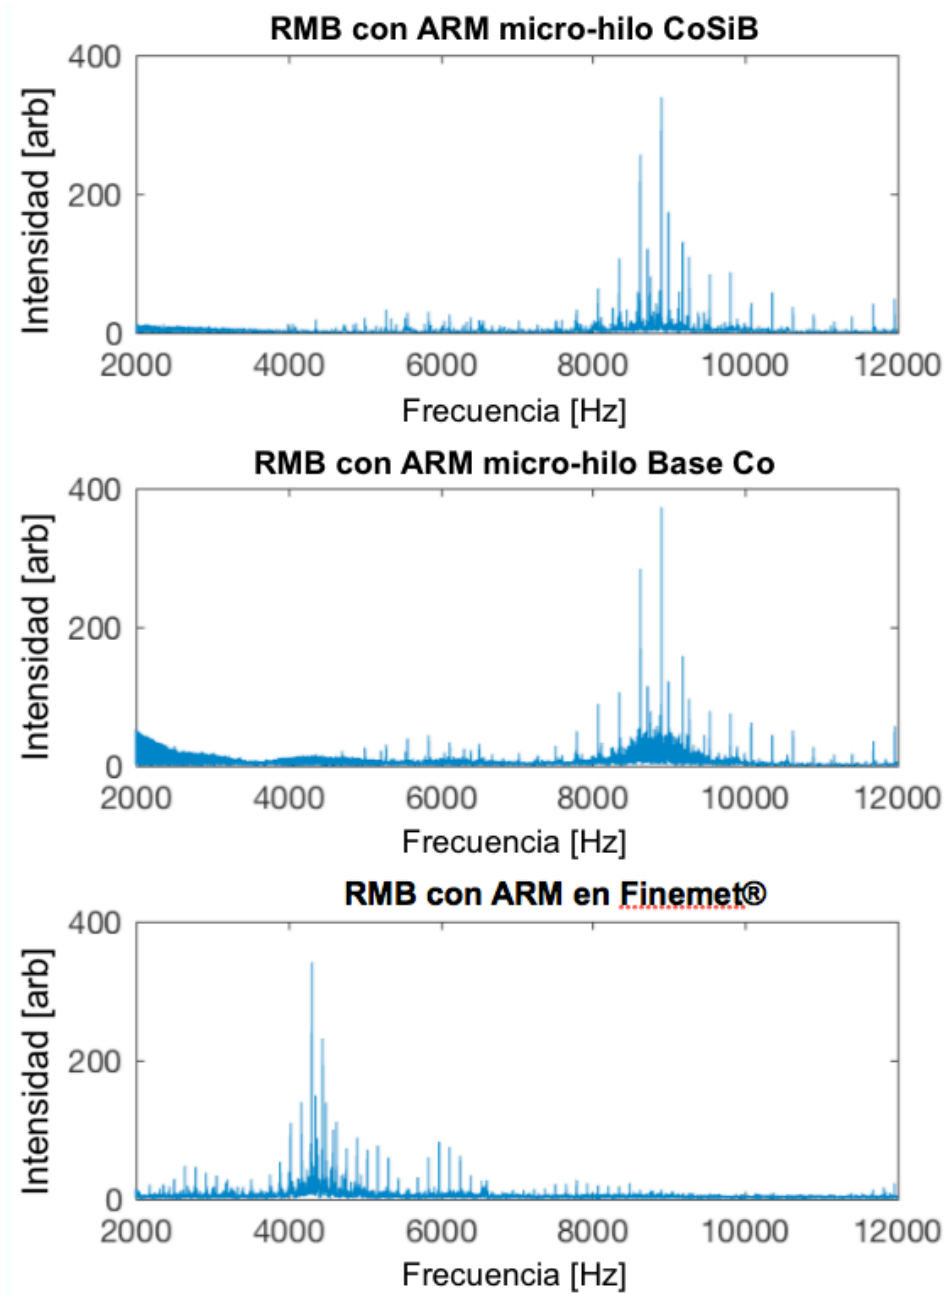 RMB con ARM micro-hilo CoSiB
400
200
0
Intensidad [arb]
2000 4000 6000 8000 10000 12000
Frecuencia [Hz]
RMB con ARM micro-hilo Base Co
400
200
0
Intensidad [arb]
2000 4000 6000 8000 10000 12000
Frecuencia [Hz]
RMB con ARM en Finemet®
400
200
0
Intensidad [arb]
2000 4000 6000 8000 10000 12000
Frecuencia [Hz]